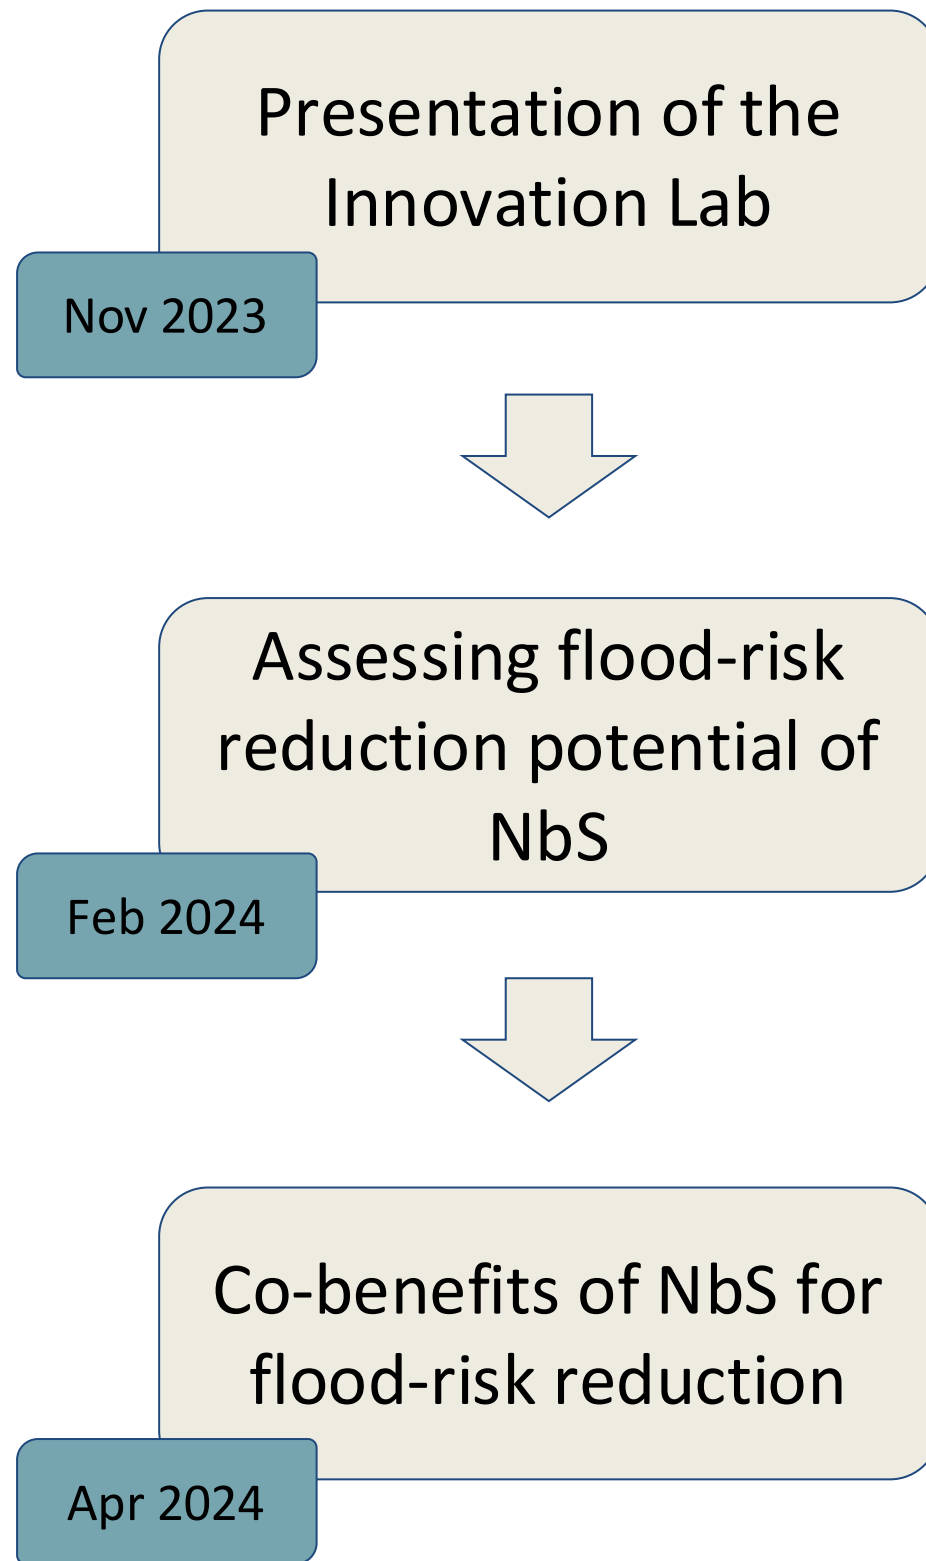 Presentation of the
Innovation Lab
Nov 2023
Assessing flood-risk
reduction potential of
NbS
Feb 2024
Co-benefits of NbS for
flood-risk reduction
Apr 2024